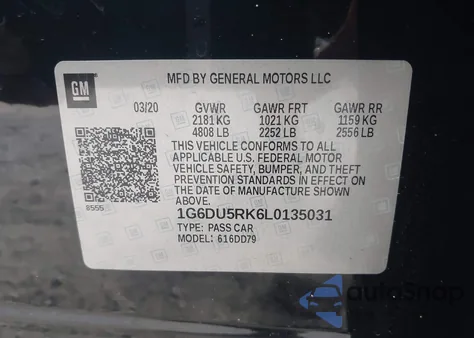 GM
MFD BY GENERAL MOTORS LLC
03/20 GVWR GAWR FRT GAWR RR
2181 KG 1021 KG 1159 KG
4808 LB 2252 LB 2556 LB
THIS VEHICLE CONFORMS TO ALL
APPLICABLE U.S. FEDERAL MOTOR
VEHICLE SAFETY, BUMPER, AND THEFT
PREVENTION STANDARDS IN EFFECT ON
THE DATE OF MANUFACTURE SHOWN
ABOVE.
8555
1G6DU5RK6L0135031
TYPE: PASS CAR
MODEL: 616DD79
autoSnap